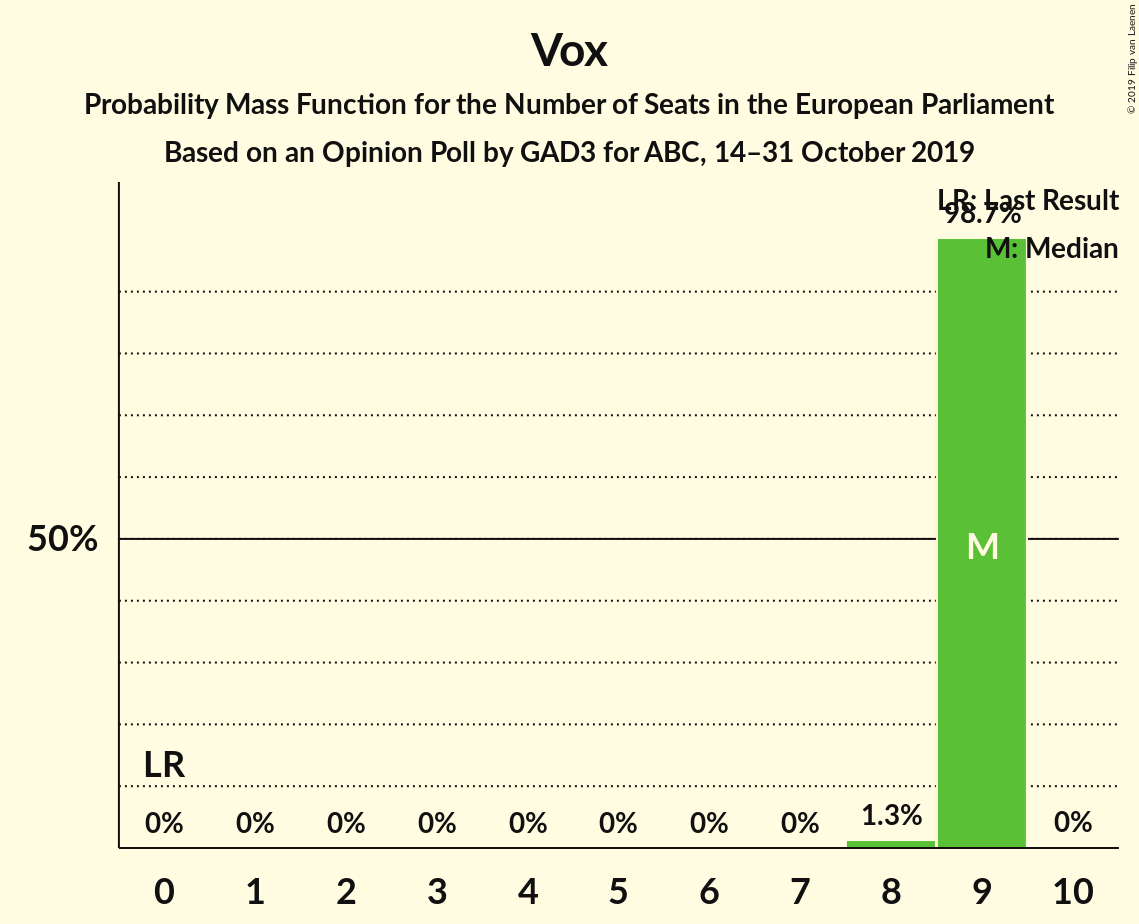 Vox
Probability Mass Function for the Number of Seats in the European Parliament
Based on an Opinion Poll by GAD3 for ABC, 14–31 October 2019
© 2019 Filip van Laenen
LR: Last Result
98.7%
M: Median
50%
M
LR
0% 0% 0% 0% 0% 0% 0% 0% 1.3% 0%
0 1 2 3 4 5 6 7 8 9 10